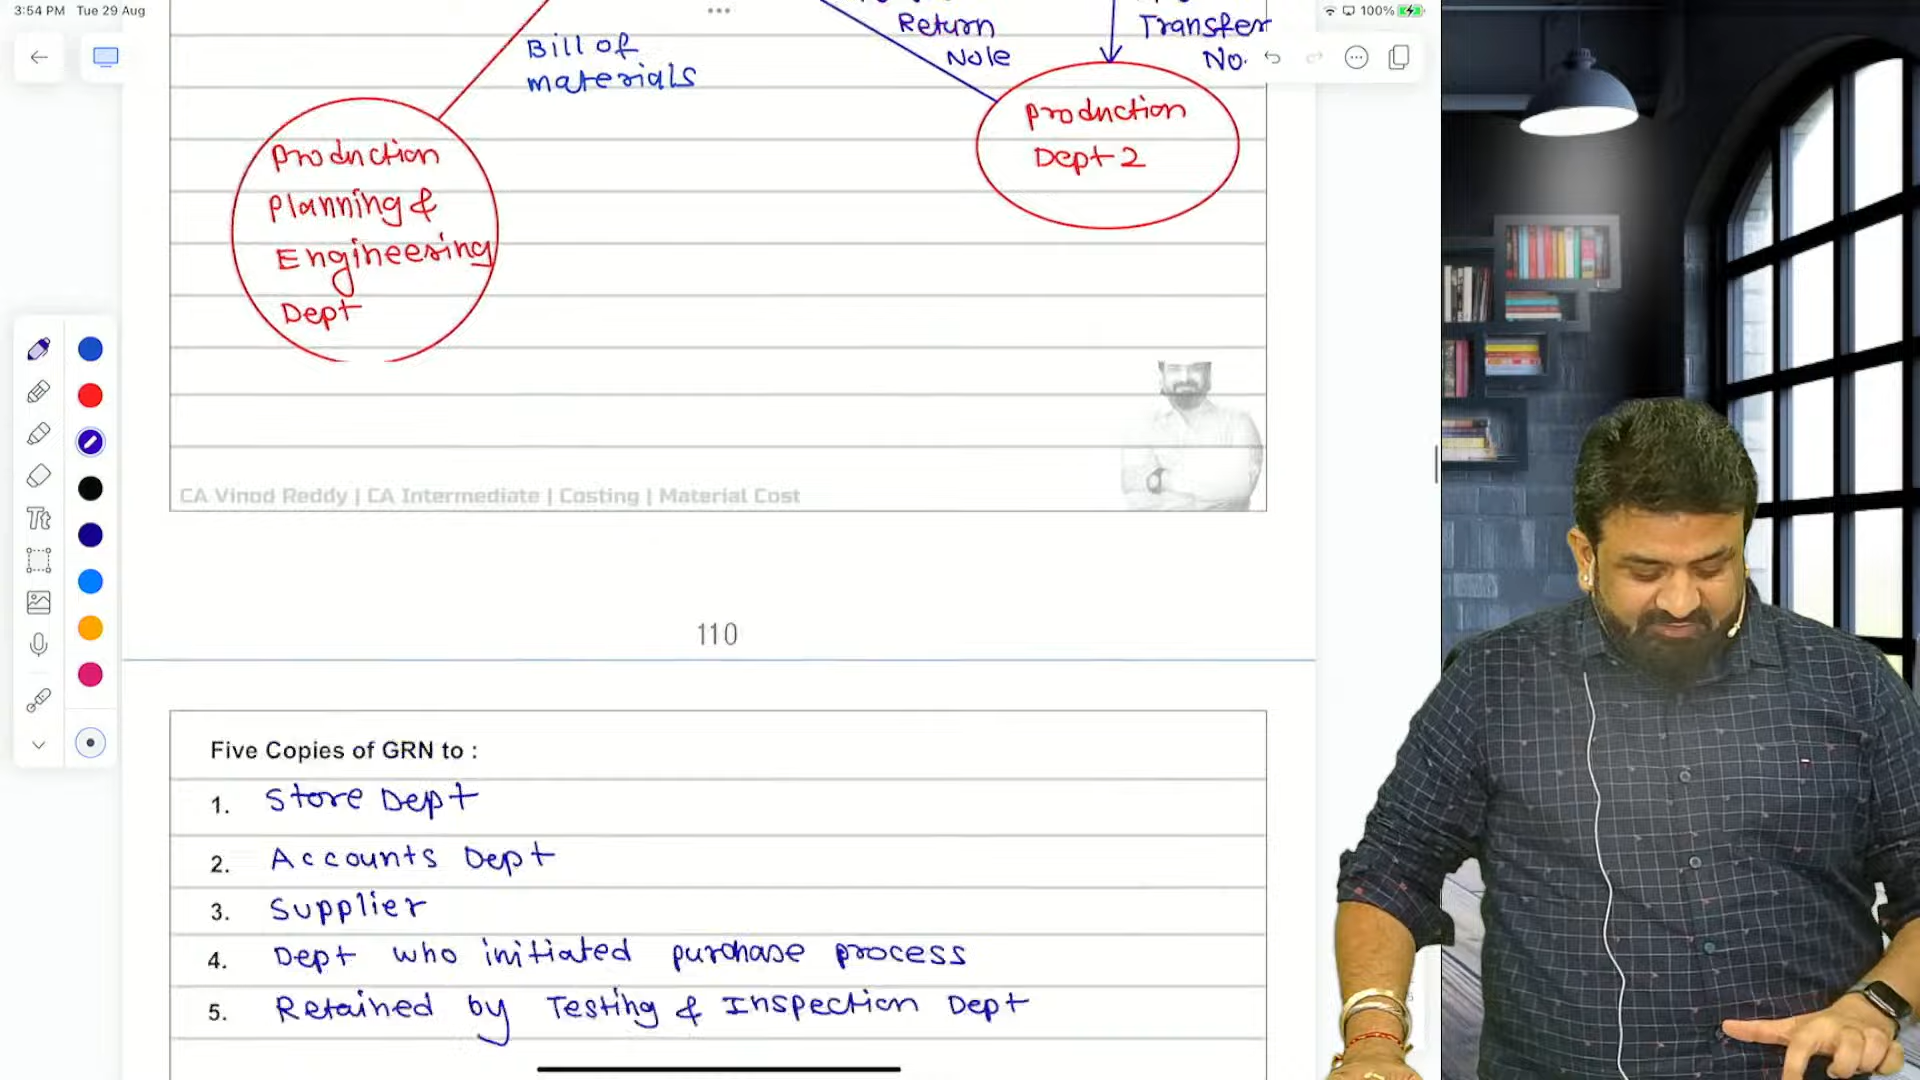 3:54 PM Tue 29 Aug
100%
Return
Note
Transfer
No.
Bill of
materials
Production
Dept 2
Production
Planning &
Engineering
Dept
Tt
CA Vinod Reddy | CA Intermediate | Costing | Material Cost
110
Five Copies of GRN to :
1. Store Dept
2. Accounts Dept
3. Supplier
4. Dept who initiated purchase process
5. Retained by Testing & Inspection Dept